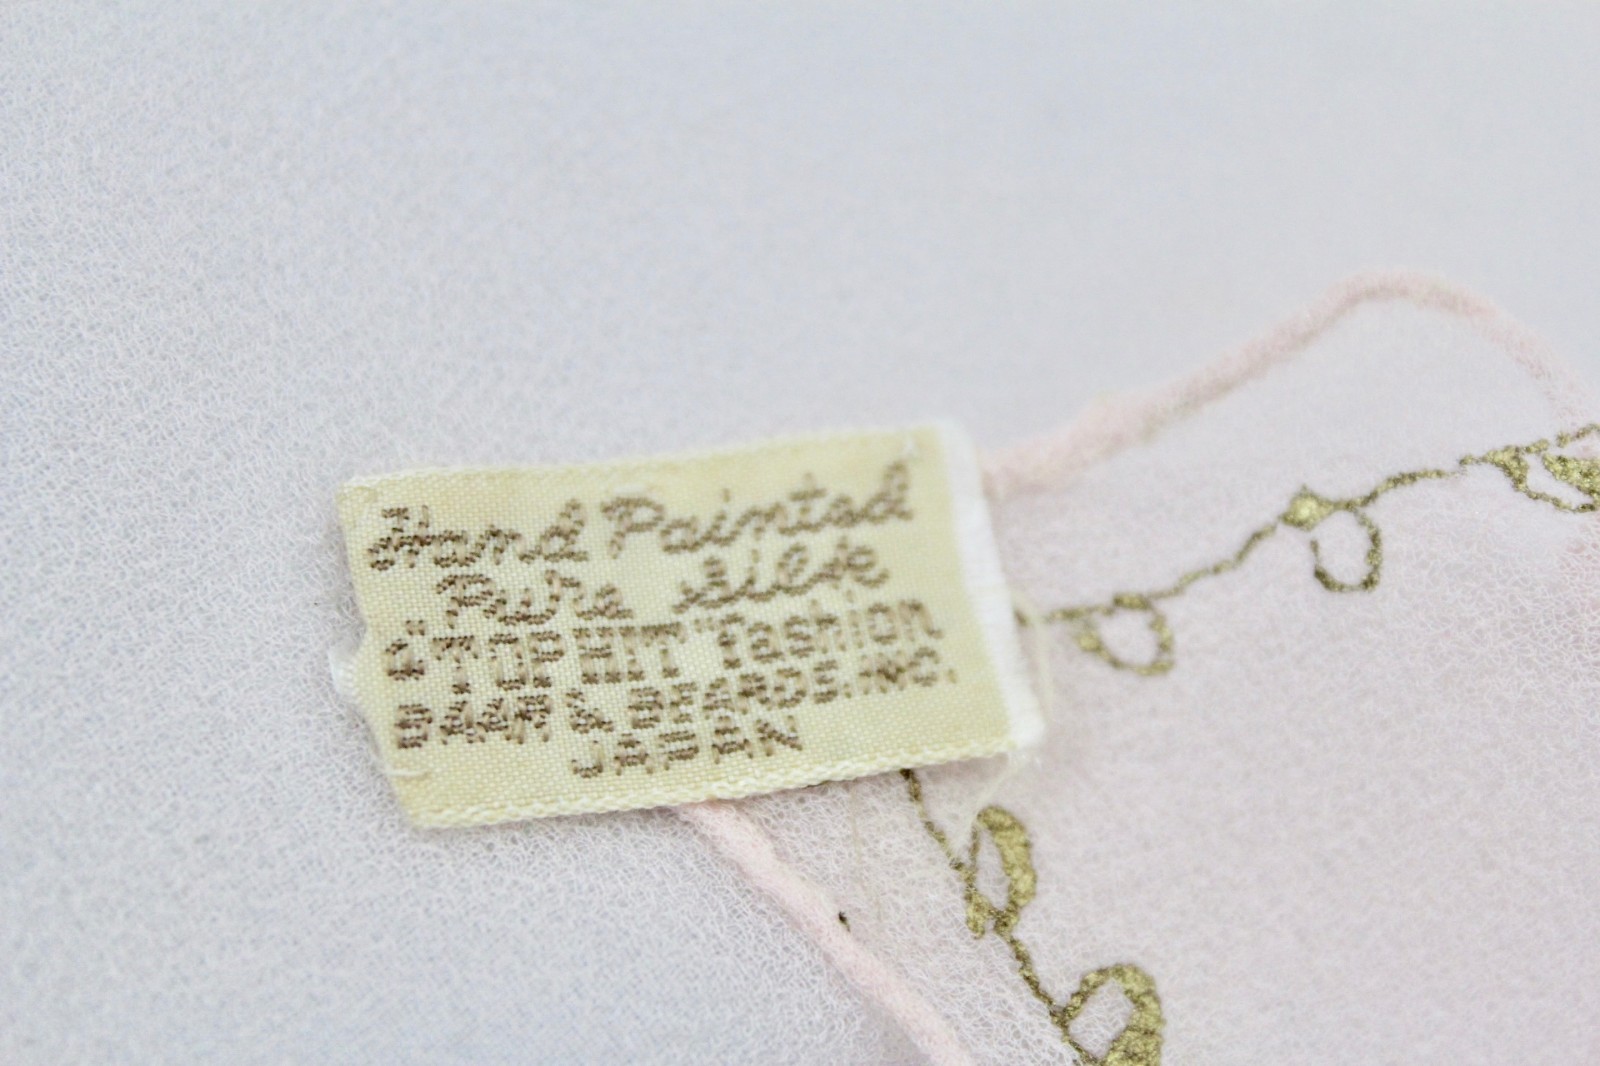 Hand Painted
Pure Silk
A "TOP HIT" fashion
BAAR & BEARDS. INC.
JAPAN